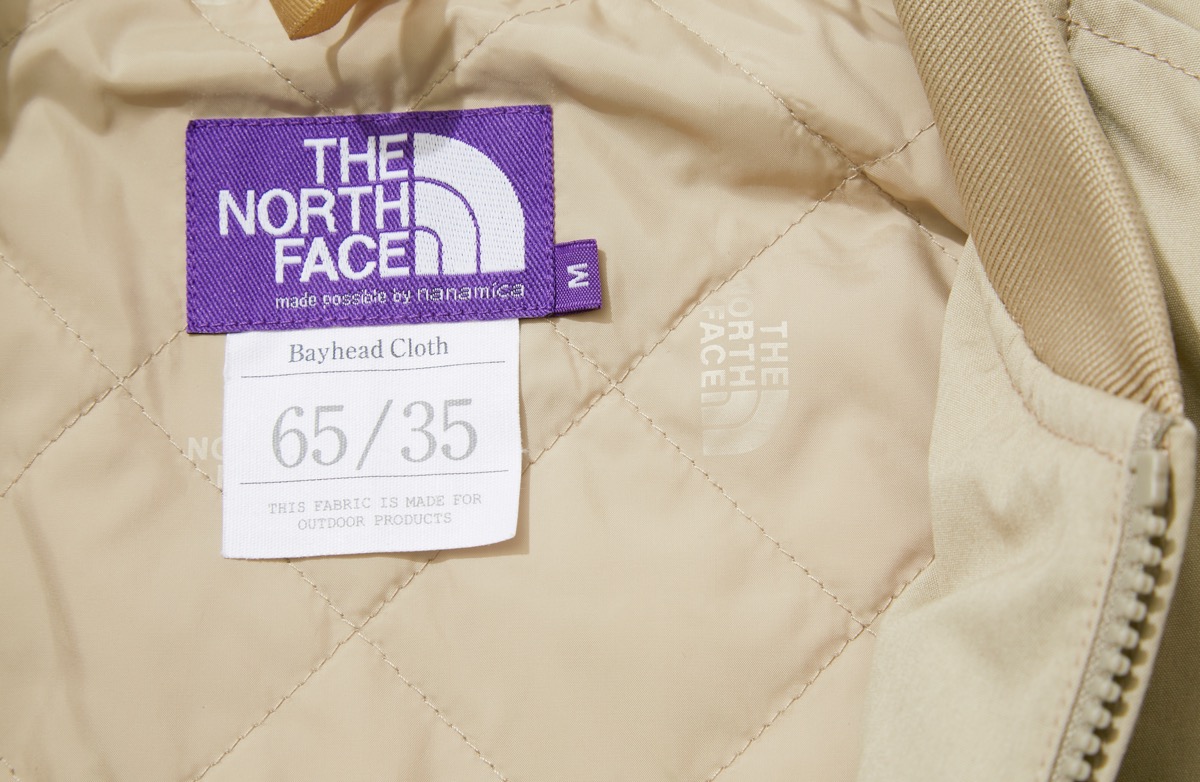 THE
NORTH
FACE
made possible by nanamica
M
Bayhead Cloth
65/35
THIS FABRIC IS MADE FOR
OUTDOOR PRODUCTS
THE
NORTH
FACE
NO